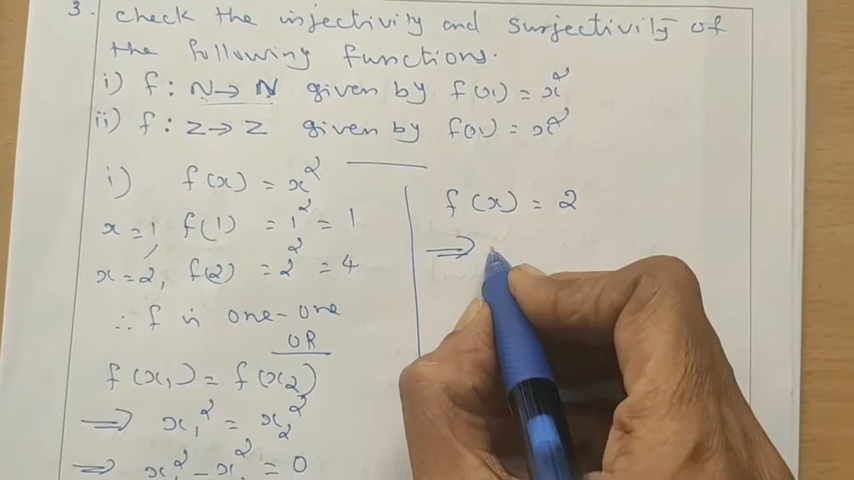 3. check the injectivity and surjectivity of
the following functions.
i) f : N → N given by f(x) = x²
ii) f : Z → Z given by f(x) = x²
i) f(x) = x²
x = 1, f(1) = 1² = 1
x = 2, f(2) = 2² = 4
∴ f is one-one
OR
f(x₁) = f(x₂)
⇒ x₁² = x₂²
⇒ x₁² - x₂² = 0
f(x) = 2
⇒